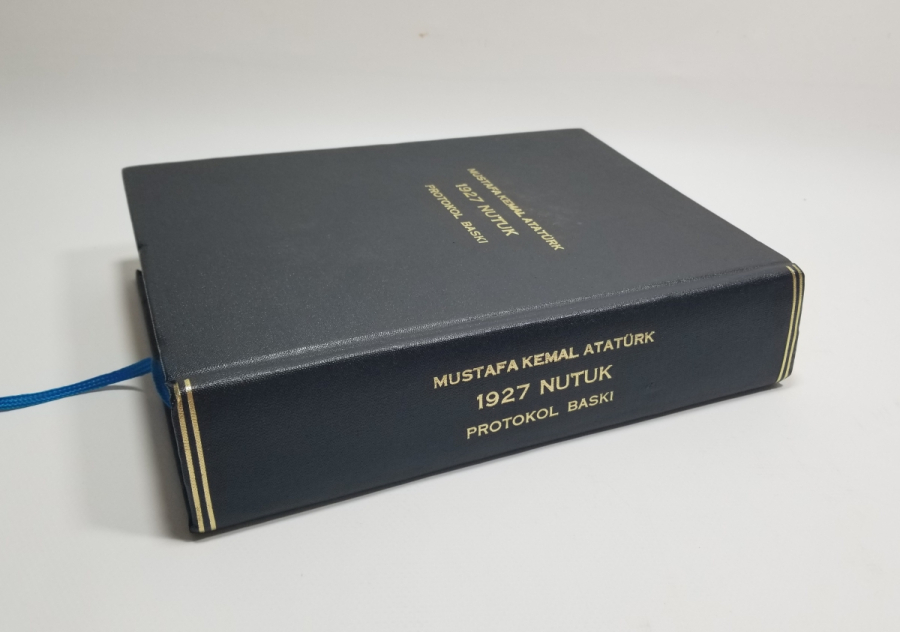 MUSTAFA KEMAL ATATÜRK
1927 NUTUK
PROTOKOL BASKI
MUSTAFA KEMAL ATATÜRK
1927 NUTUK
PROTOKOL BASKI